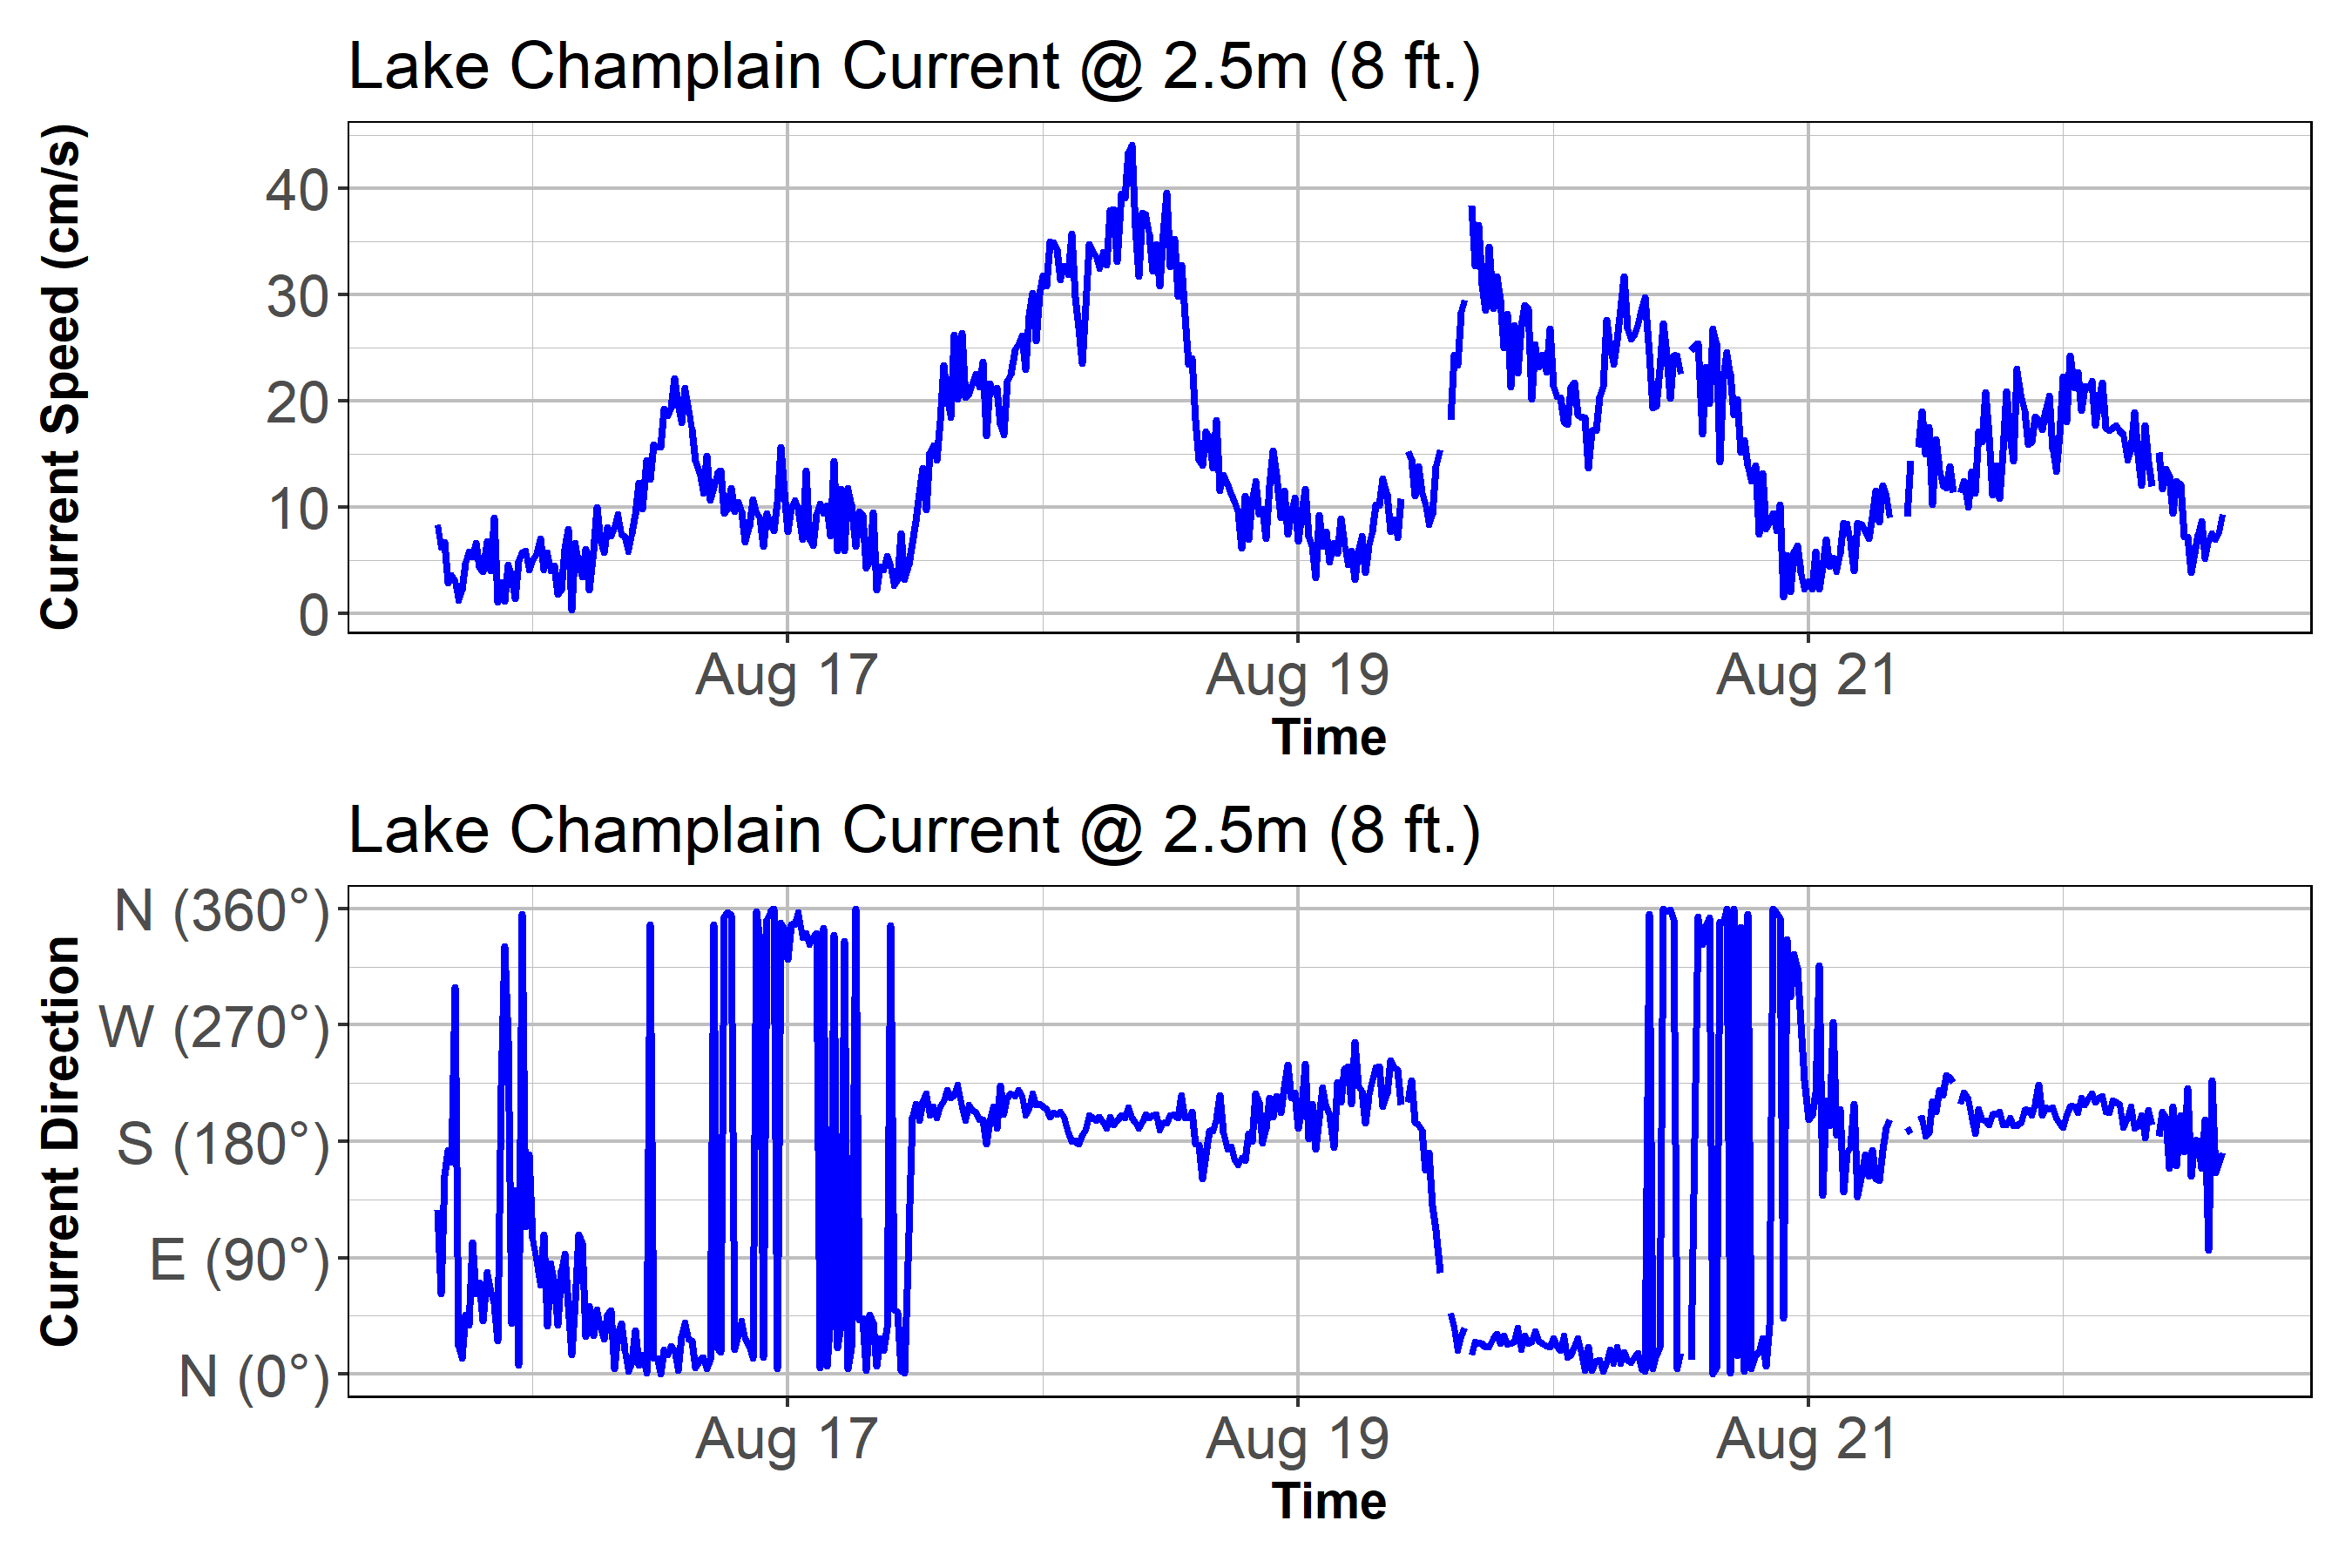 Lake Champlain Current @ 2.5m (8 ft.)
Current Speed (cm/s)
40
30
20
10
0
Aug 17
Aug 19
Aug 21
Time
Lake Champlain Current @ 2.5m (8 ft.)
Current Direction
N (360°)
W (270°)
S (180°)
E (90°)
N (0°)
Aug 17
Aug 19
Aug 21
Time